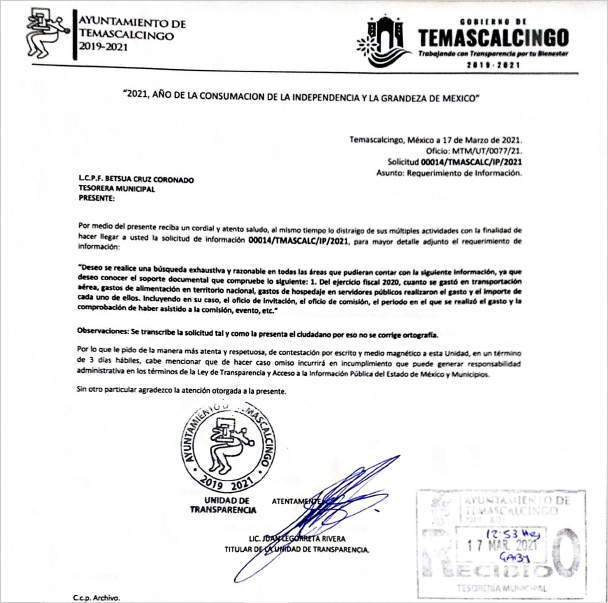 AYUNTAMIENTO DE
TEMASCALCINGO
2019-2021
GOBIERNO DE
TEMASCALCINGO
Trabajando con Transparencia por tu Bienestar
2019-2021
"2021, AÑO DE LA CONSUMACION DE LA INDEPENDENCIA Y LA GRANDEZA DE MEXICO"
Temascalcingo, México a 17 de Marzo de 2021.
Oficio: MTM/UT/0077/21.
Solicitud 00014/TMASCALC/IP/2021
Asunto: Requerimiento de Información.
L.C.P.F. BETSUA CRUZ CORONADO
TESORERA MUNICIPAL
PRESENTE:
Por medio del presente reciba un cordial y atento saludo, al mismo tiempo lo distraigo de sus múltiples actividades con la finalidad de
hacer llegar a usted la solicitud de información 00014/TMASCALC/IP/2021, para mayor detalle adjunto el requerimiento de
información:
"Deseo se realice una búsqueda exhaustiva y razonable en todas las áreas que pudieran contar con la siguiente información, ya que
deseo conocer el soporte documental que compruebe lo siguiente: 1. Del ejercicio fiscal 2020, cuanto se gastó en transportación
aérea, gastos de alimentación en territorio nacional, gastos de hospedaje en servidores públicos realizaron el gasto y el importe de
cada uno de ellos. Incluyendo en su caso, el oficio de invitación, el oficio de comisión, el periodo en el que se realizó el gasto y la
comprobación de haber asistido a la comisión, evento, etc."
Observaciones: Se transcribe la solicitud tal y como la presenta el ciudadano por eso no se corrige ortografía.
Por lo que le pido de la manera más atenta y respetuosa, de contestación por escrito y medio magnético a esta Unidad, en un término
de 3 días hábiles, cabe mencionar que de hacer caso omiso incurrirá en incumplimiento que puede generar responsabilidad
administrativa en los términos de la Ley de Transparencia y Acceso a la Información Pública del Estado de México y Municipios.
Sin otro particular agradezco la atención otorgada a la presente.
AYUNTAMIENTO DE TEMASCALCINGO
2019 2021
UNIDAD DE
TRANSPARENCIA
ATENTAMENTE
LIC. JUAN LEGORRETA RIVERA
TITULAR DE LA UNIDAD DE TRANSPARENCIA.
AYUNTAMIENTO DE
TEMASCALCINGO
12:53 Hrs
17 MAR. 2021
GABY
RECIBIDO
TESORERIA MUNICIPAL
C.c.p. Archivo.